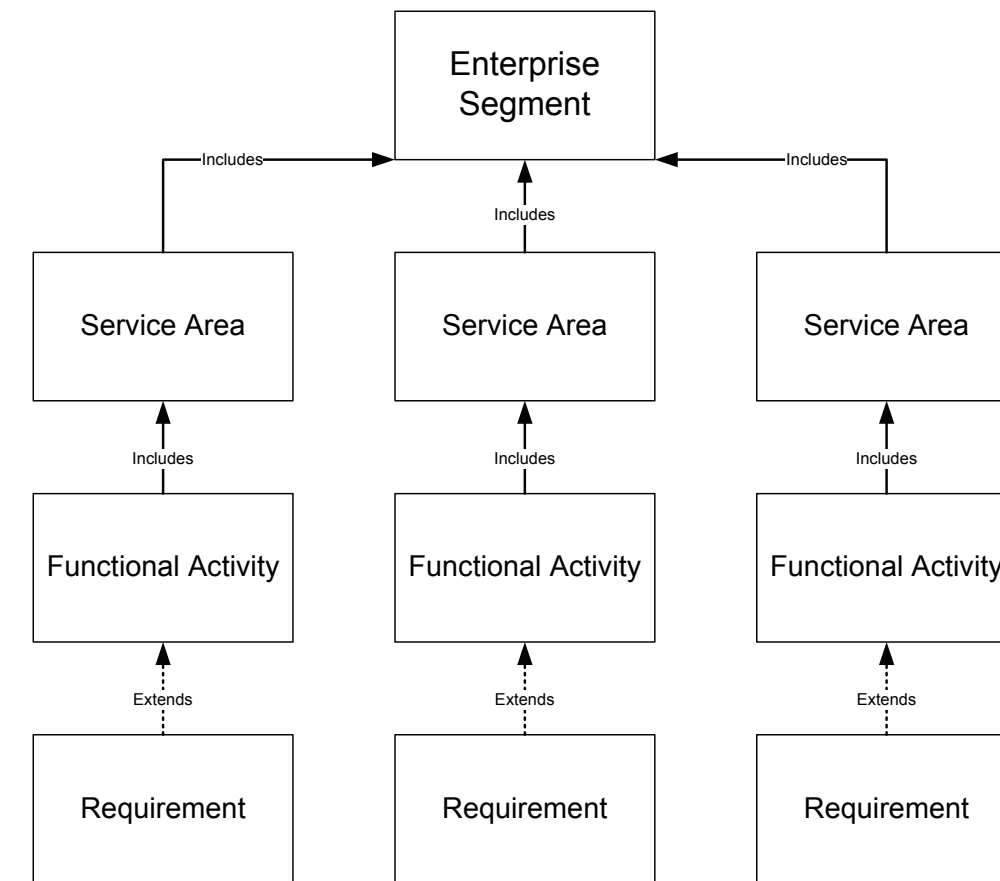 Enterprise
Segment
Includes
Includes
Includes
Service Area
Service Area
Service Area
Includes
Includes
Includes
Functional Activity
Functional Activity
Functional Activity
Extends
Extends
Extends
Requirement
Requirement
Requirement